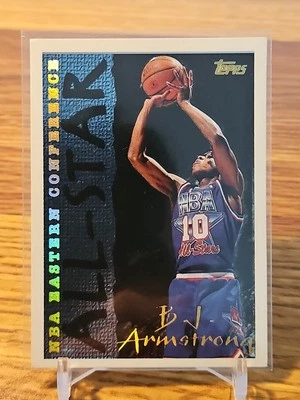 TOPPS
NBA EASTERN CONFERENCE
ALL-STAR
NBA
10
All-Stars
B J
Armstrong